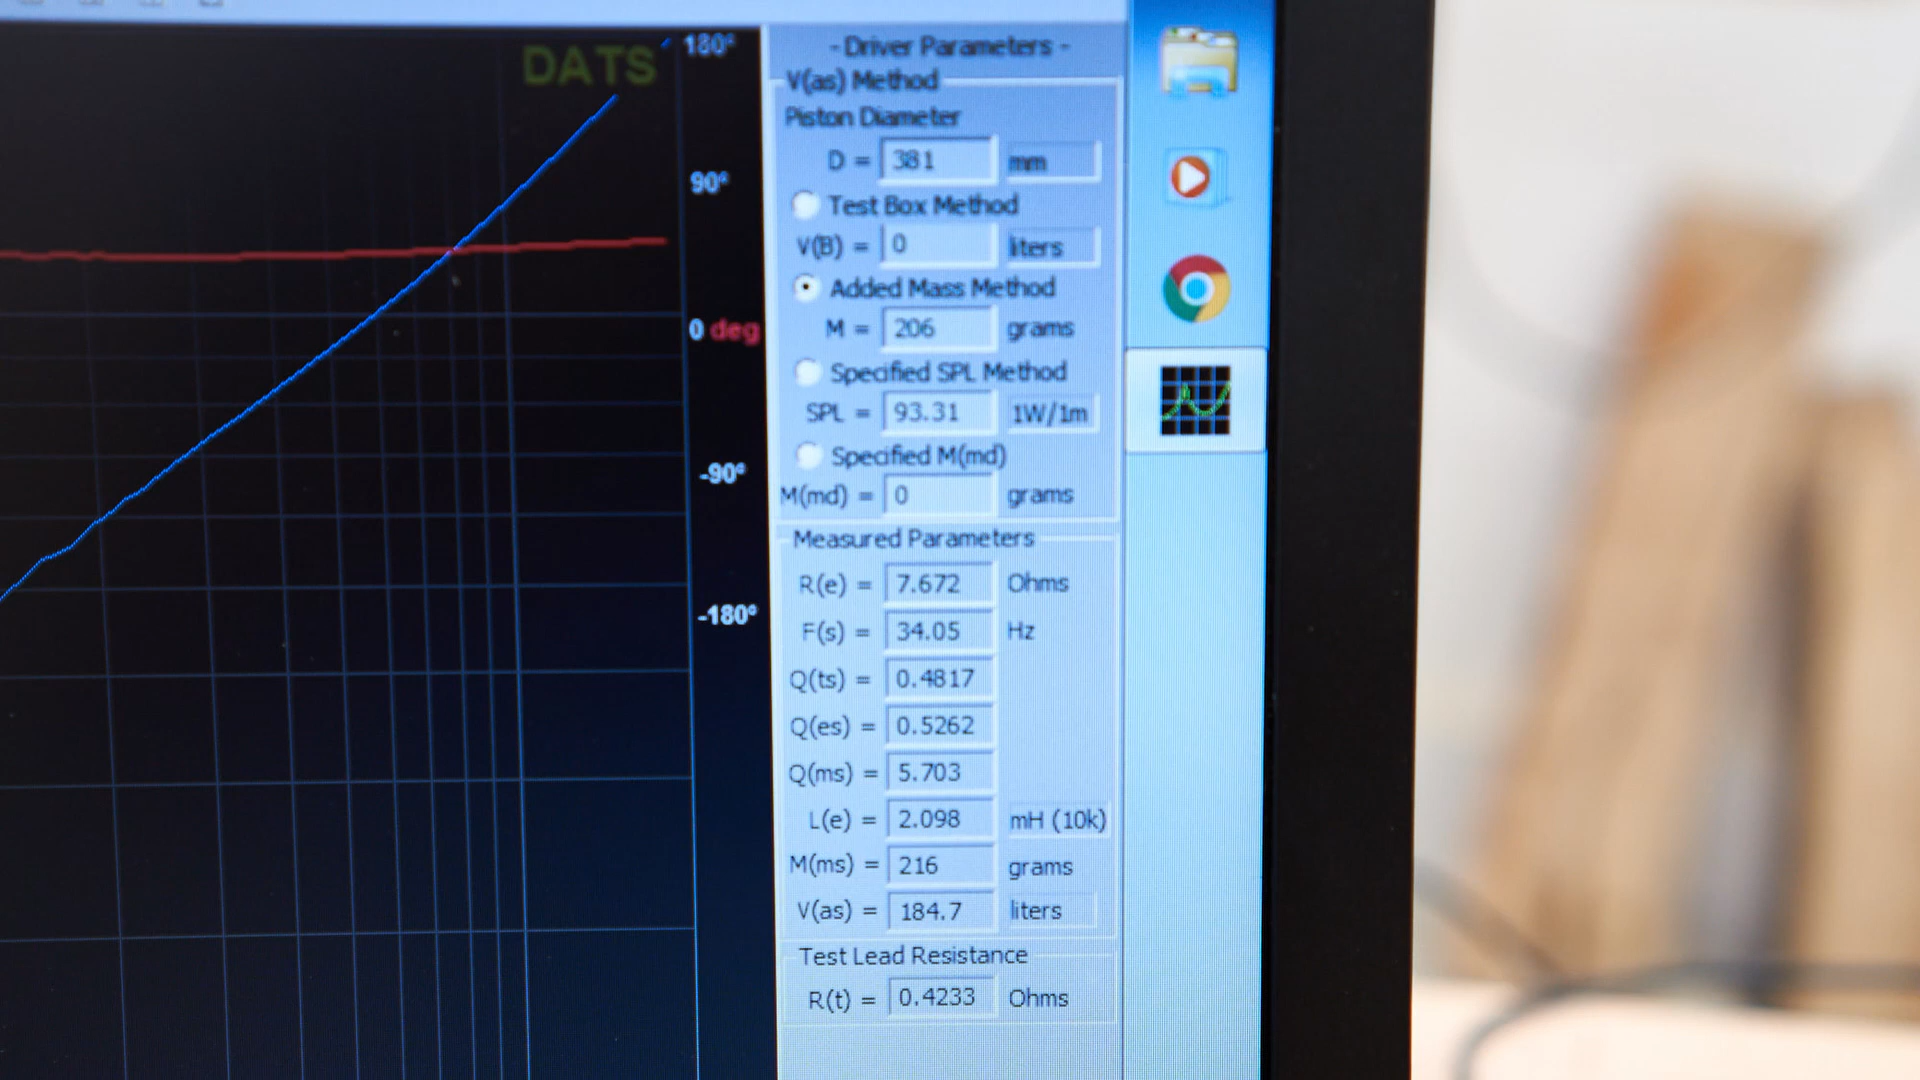 DATS
180°
90°
0 deg
-90°
-180°
- Driver Parameters -
V(as) Method
Piston Diameter
D = 381 mm
Test Box Method
V(B) = 0 liters
Added Mass Method
M = 206 grams
Specified SPL Method
SPL = 93.31 1W/1m
Specified M(md)
M(md) = 0 grams
Measured Parameters
R(e) = 7.672 Ohms
F(s) = 34.05 Hz
Q(ts) = 0.4817
Q(es) = 0.5262
Q(ms) = 5.703
L(e) = 2.098 mH (10k)
M(ms) = 216 grams
V(as) = 184.7 liters
Test Lead Resistance
R(t) = 0.4233 Ohms